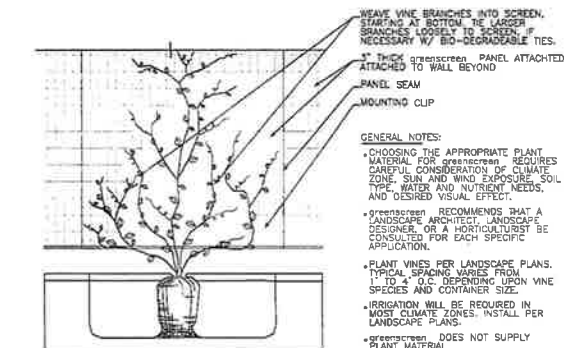 WEAVE VINE BRANCHES INTO SCREEN,
STARTING AT BOTTOM. TIE LARGER
BRANCHES LOOSELY TO SCREEN, IF
NECESSARY W/ BIO-DEGREADABLE TIES.
3" THICK greenscreen PANEL ATTACHTED
ATTACHED TO WALL BEYOND
PANEL SEAM
MOUNTING CLIP
GENERAL NOTES:
• CHOOSING THE APPROPRIATE PLANT
MATERIAL FOR greenscreen REQUIRES
CAREFUL CONSIDERATION OF CLIMATE
ZONE, SUN AND WIND EXPOSURE, SOIL
TYPE, WATER AND NUTRIENT NEEDS,
AND DESIRED VISUAL EFFECT.
• greenscreen RECOMMENDS THAT A
LANDSCAPE ARCHITECT, LANDSCAPE
DESIGNER, OR A HORTICULTURIST BE
CONSULTED FOR EACH SPECIFIC
APPLICATION.
• PLANT VINES PER LANDSCAPE PLANS.
TYPICAL SPACING VARIES FROM
1' TO 4' O.C. DEPENDING UPON VINE
SPECIES AND CONTAINER SIZE.
• IRRIGATION WILL BE REQUIRED IN
MOST CLIMATE ZONES, INSTALL PER
LANDSCAPE PLANS.
• greenscreen DOES NOT SUPPLY
PLANT MATERIAL